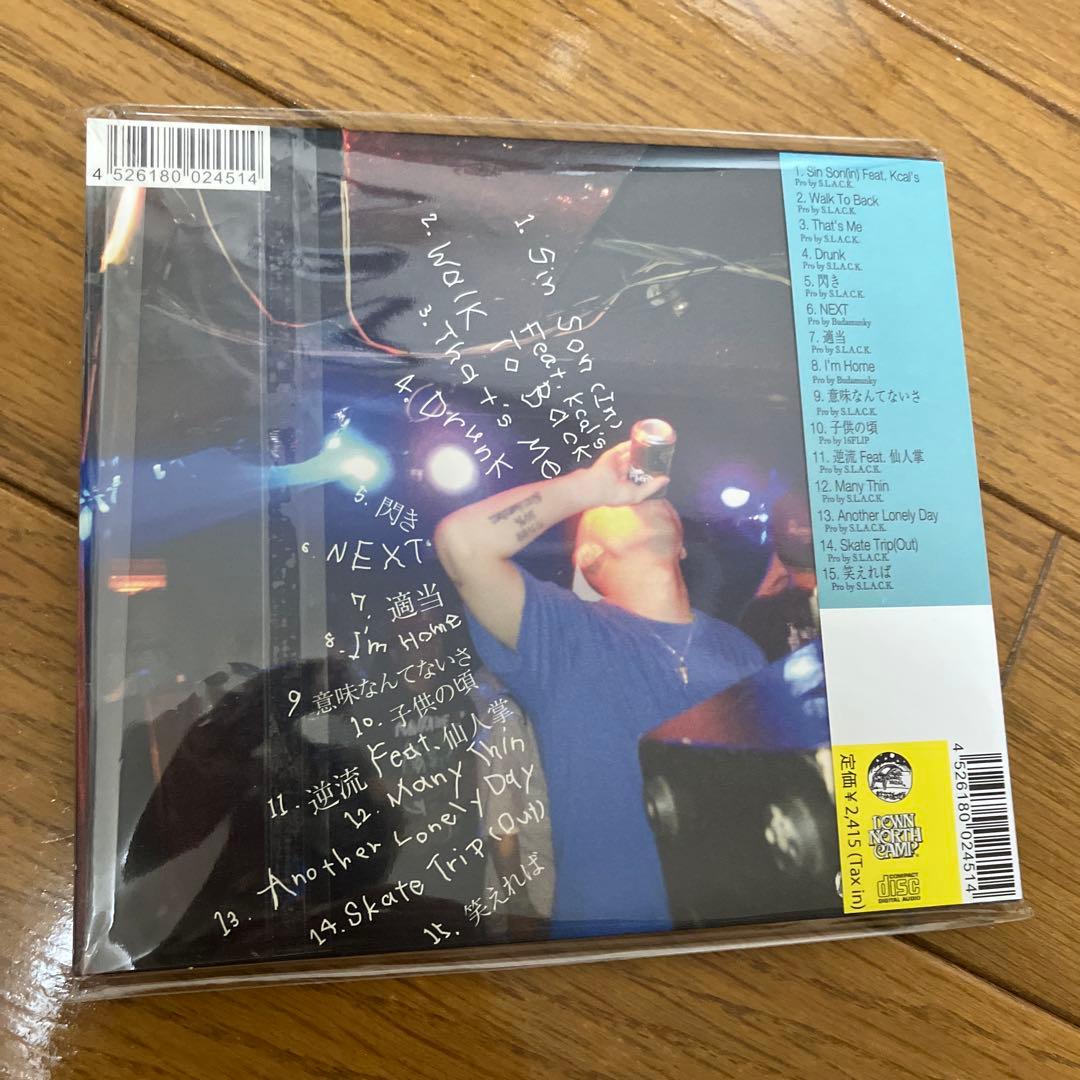 4 526180 024514
1. Sin Son (In)
Feat. Kcal's
2. Walk To Back
3. That's Me
4. Drunk
5. 閃き
6. NEXT
7. 適当
8. I'm Home
9 意味なんてないさ
10. 子供の頃
11. 逆流 Feat. 仙人掌
12. Many Thin
13. Another Lonely Day
14. Skate Trip (Out)
15. 笑えれば
1. Sin Son(in) Feat. Kcal's
Pro by S.L.A.C.K.
2. Walk To Back
Pro by S.L.A.C.K.
3. That's Me
Pro by S.L.A.C.K.
4. Drunk
Pro by S.L.A.C.K.
5. 閃き
Pro by S.L.A.C.K.
6. NEXT
Pro by Budamunky
7. 適当
Pro by S.L.A.C.K.
8. I'm Home
Pro by Budamunky
9. 意味なんてないさ
Pro by S.L.A.C.K.
10. 子供の頃
Pro by 16FLIP
11. 逆流 Feat. 仙人掌
Pro by S.L.A.C.K.
12. Many Thin
Pro by S.L.A.C.K.
13. Another Lonely Day
Pro by S.L.A.C.K.
14. Skate Trip(Out)
Pro by S.L.A.C.K.
15. 笑えれば
Pro by S.L.A.C.K.
定価¥2,415 (Tax in)
DOWN
NORTH
CAMP
COMPACT
disc
DIGITAL AUDIO
4 526180 024514